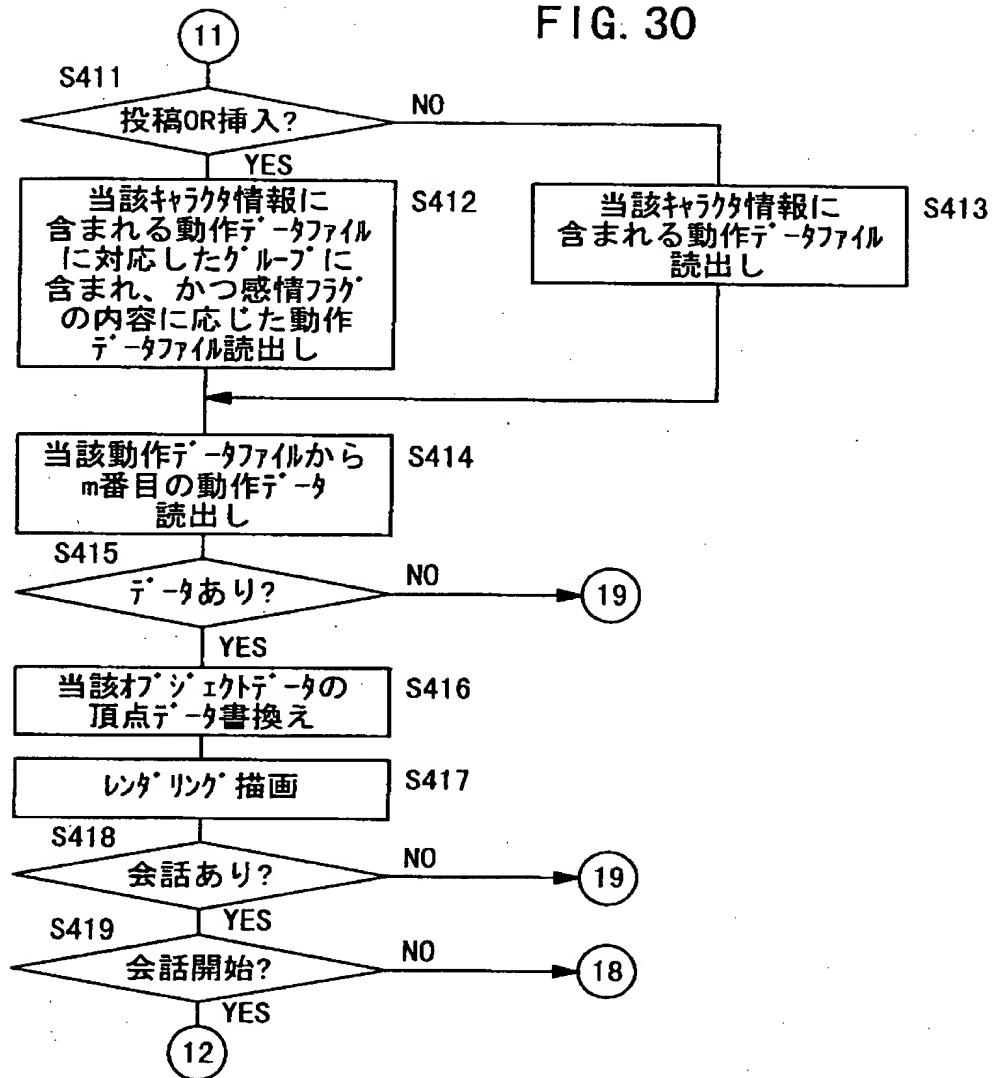 FIG. 30
11
S411
投稿OR挿入?
NO
YES
当該ｷｬﾗｸﾀ情報に
含まれる動作ﾃﾞｰﾀﾌｧｲﾙ
に対応したｸﾞﾙｰﾌﾟに
含まれ、かつ感情ﾌﾗｸﾞ
の内容に応じた動作
ﾃﾞｰﾀﾌｧｲﾙ読出し
S412
当該ｷｬﾗｸﾀ情報に
含まれる動作ﾃﾞｰﾀﾌｧｲﾙ
読出し
S413
当該動作ﾃﾞｰﾀﾌｧｲﾙから
m番目の動作ﾃﾞｰﾀ
読出し
S414
S415
ﾃﾞｰﾀあり?
NO
19
YES
当該ｵﾌﾞｼﾞｪｸﾄﾃﾞｰﾀの
頂点ﾃﾞｰﾀ書換え
S416
ﾚﾝﾀﾞﾘﾝｸﾞ描画
S417
S418
会話あり?
NO
19
YES
S419
会話開始?
NO
18
YES
12